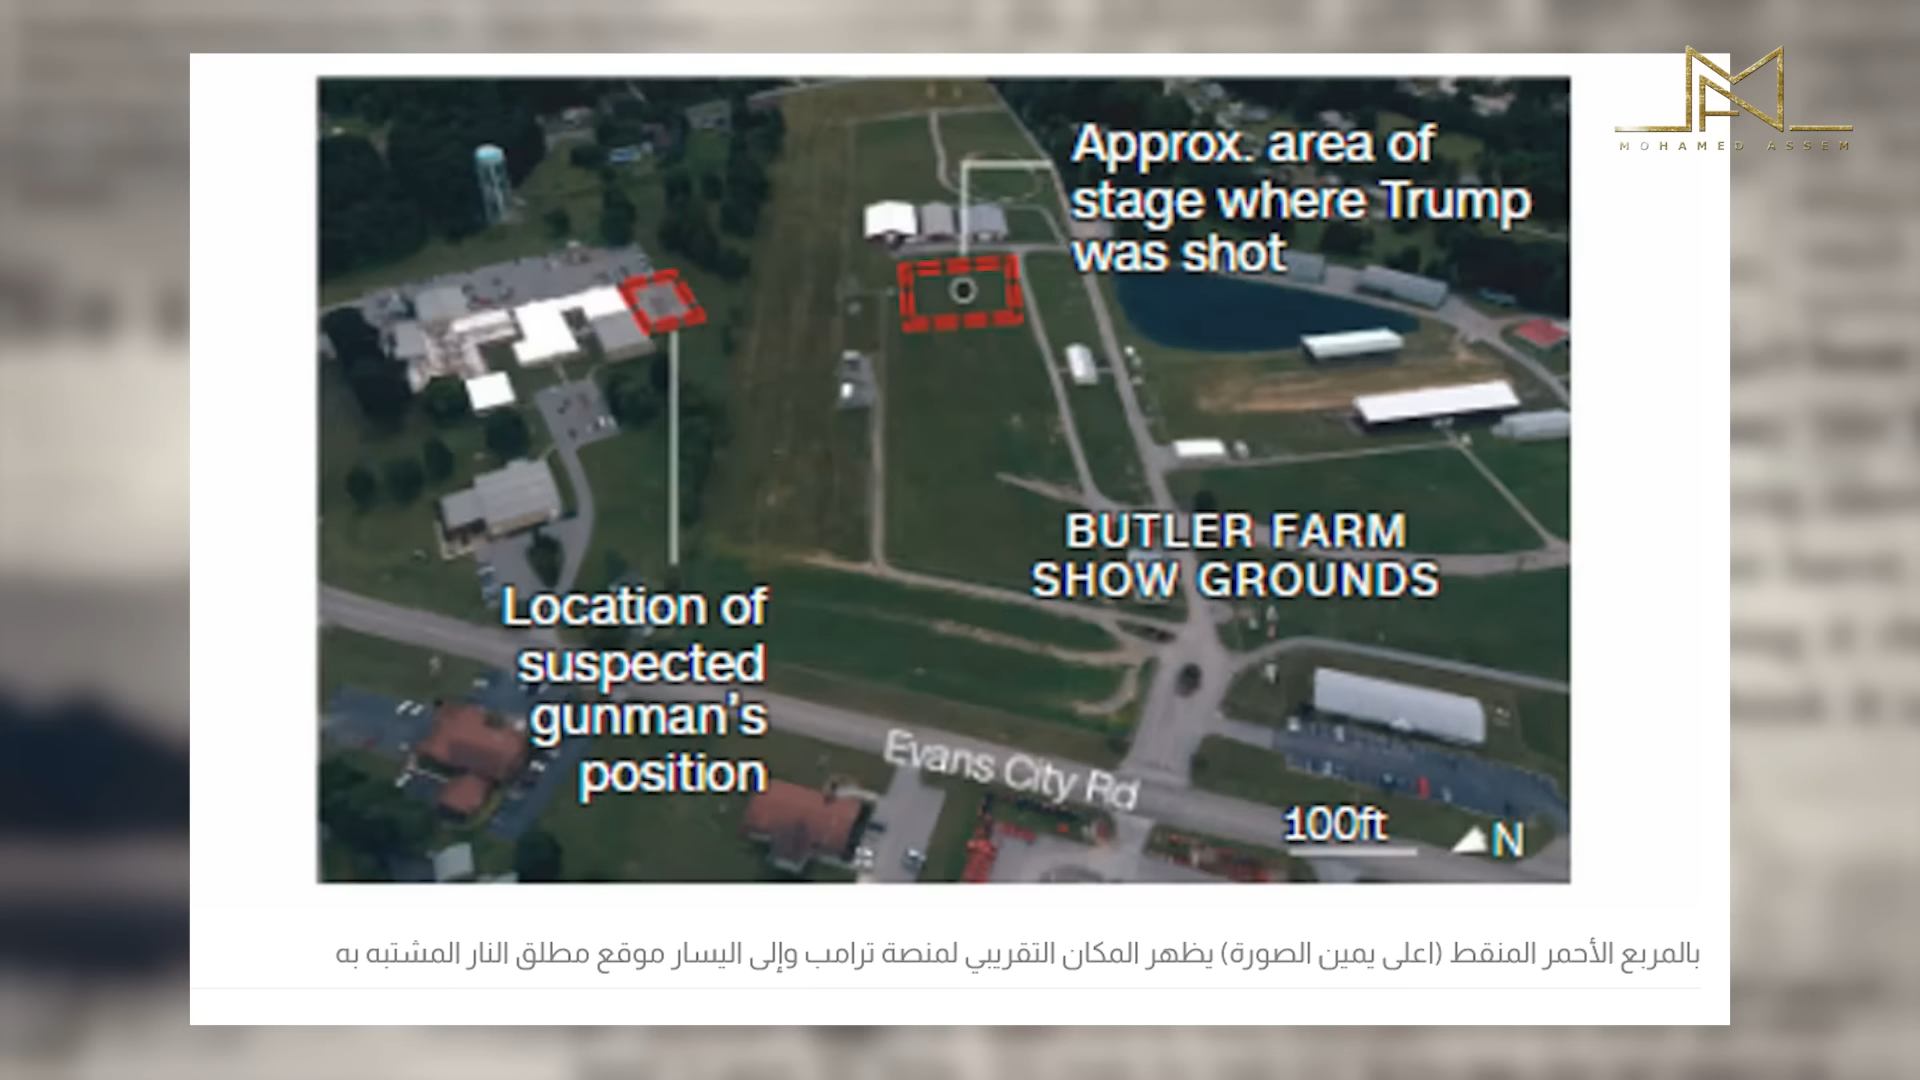 MOHAMED ASSEM
Approx. area of
stage where Trump
was shot
BUTLER FARM
SHOW GROUNDS
Location of
suspected
gunman's
position
Evans City Rd
100ft
N
بالمربع الأحمر المنقط (اعلى يمين الصورة) يظهر المكان التقريبي لمنصة ترامب وإلى اليسار موقع مطلق النار المشتبه به